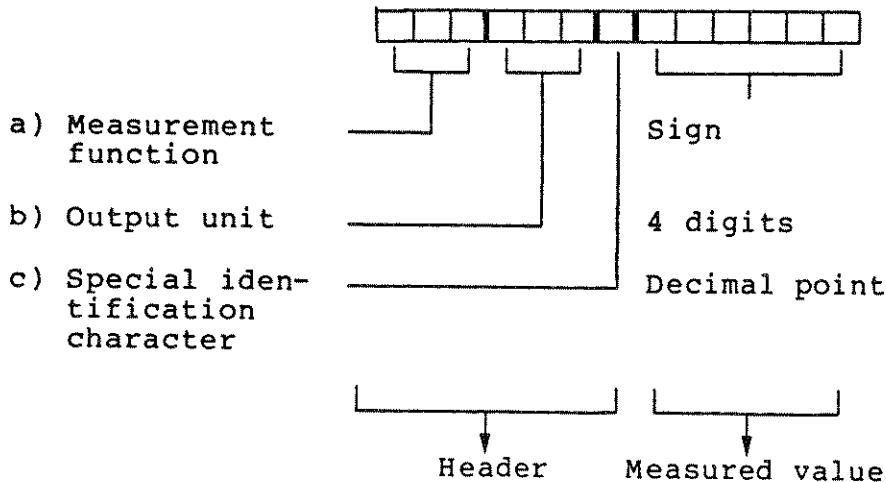 a) Measurement
function
Sign
b) Output unit
4 digits
c) Special iden-
tification
character
Decimal point
Header
Measured value